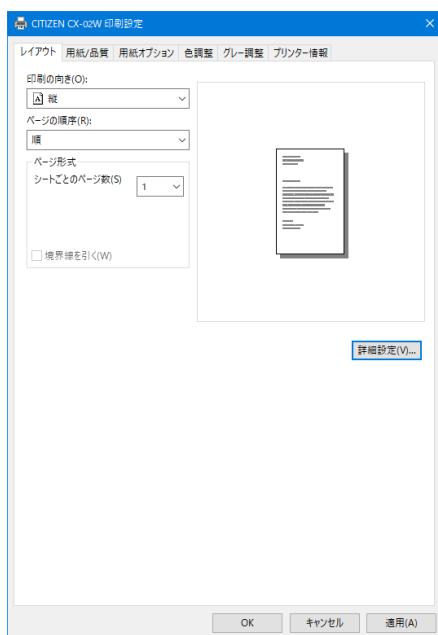 CITIZEN CX-02W 印刷設定
レイアウト 用紙/品質 用紙オプション 色調整 グレー調整 プリンター情報
印刷の向き(O):
A 縦
ページの順序(R):
順
ページ形式
シートごとのページ数(S) 1
境界線を引く(W)
詳細設定(V)...
OK キャンセル 適用(A)